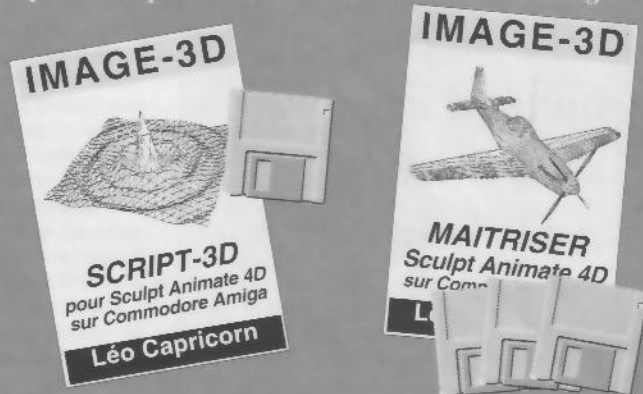 IMAGE-3D
SCRIPT-3D
pour Sculpt Animate 4D
sur Commodore Amiga
Léo Capricorn
IMAGE-3D
MAITRISER
Sculpt Animate 4D
sur